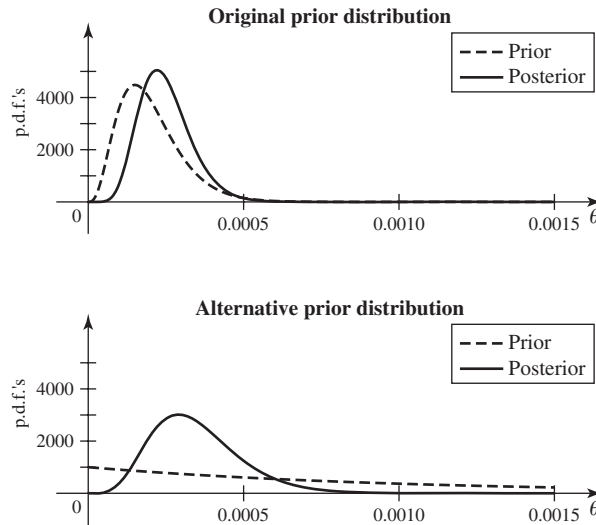 Original prior distribution
Prior
Posterior
p.d.f.'s
4000
2000
0
0.0005
0.0010
0.0015
θ
Alternative prior distribution
Prior
Posterior
p.d.f.'s
4000
2000
0
0.0005
0.0010
0.0015
θ